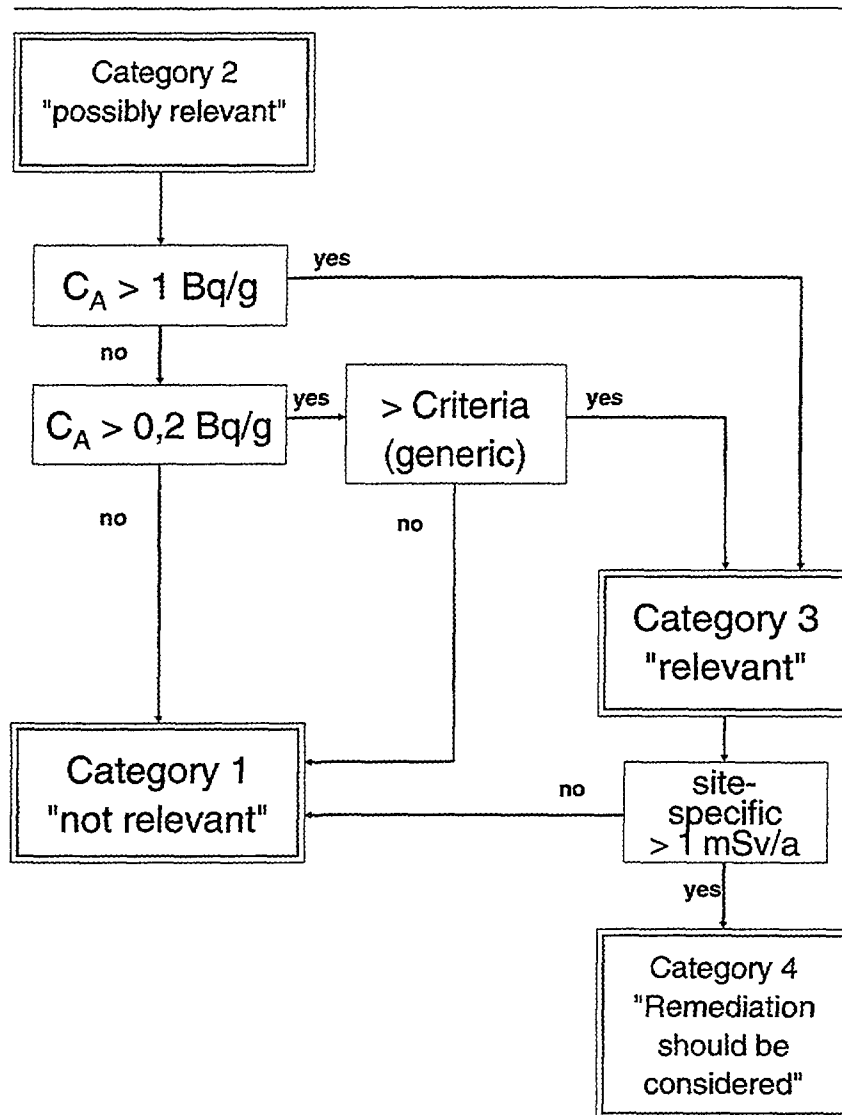 Category 2
"possibly relevant"
C_A > 1 Bq/g
yes
no
C_A > 0,2 Bq/g
yes
> Criteria
(generic)
yes
no
no
Category 3
"relevant"
Category 1
"not relevant"
no
site-
specific
> 1 mSv/a
yes
Category 4
"Remediation
should be
considered"